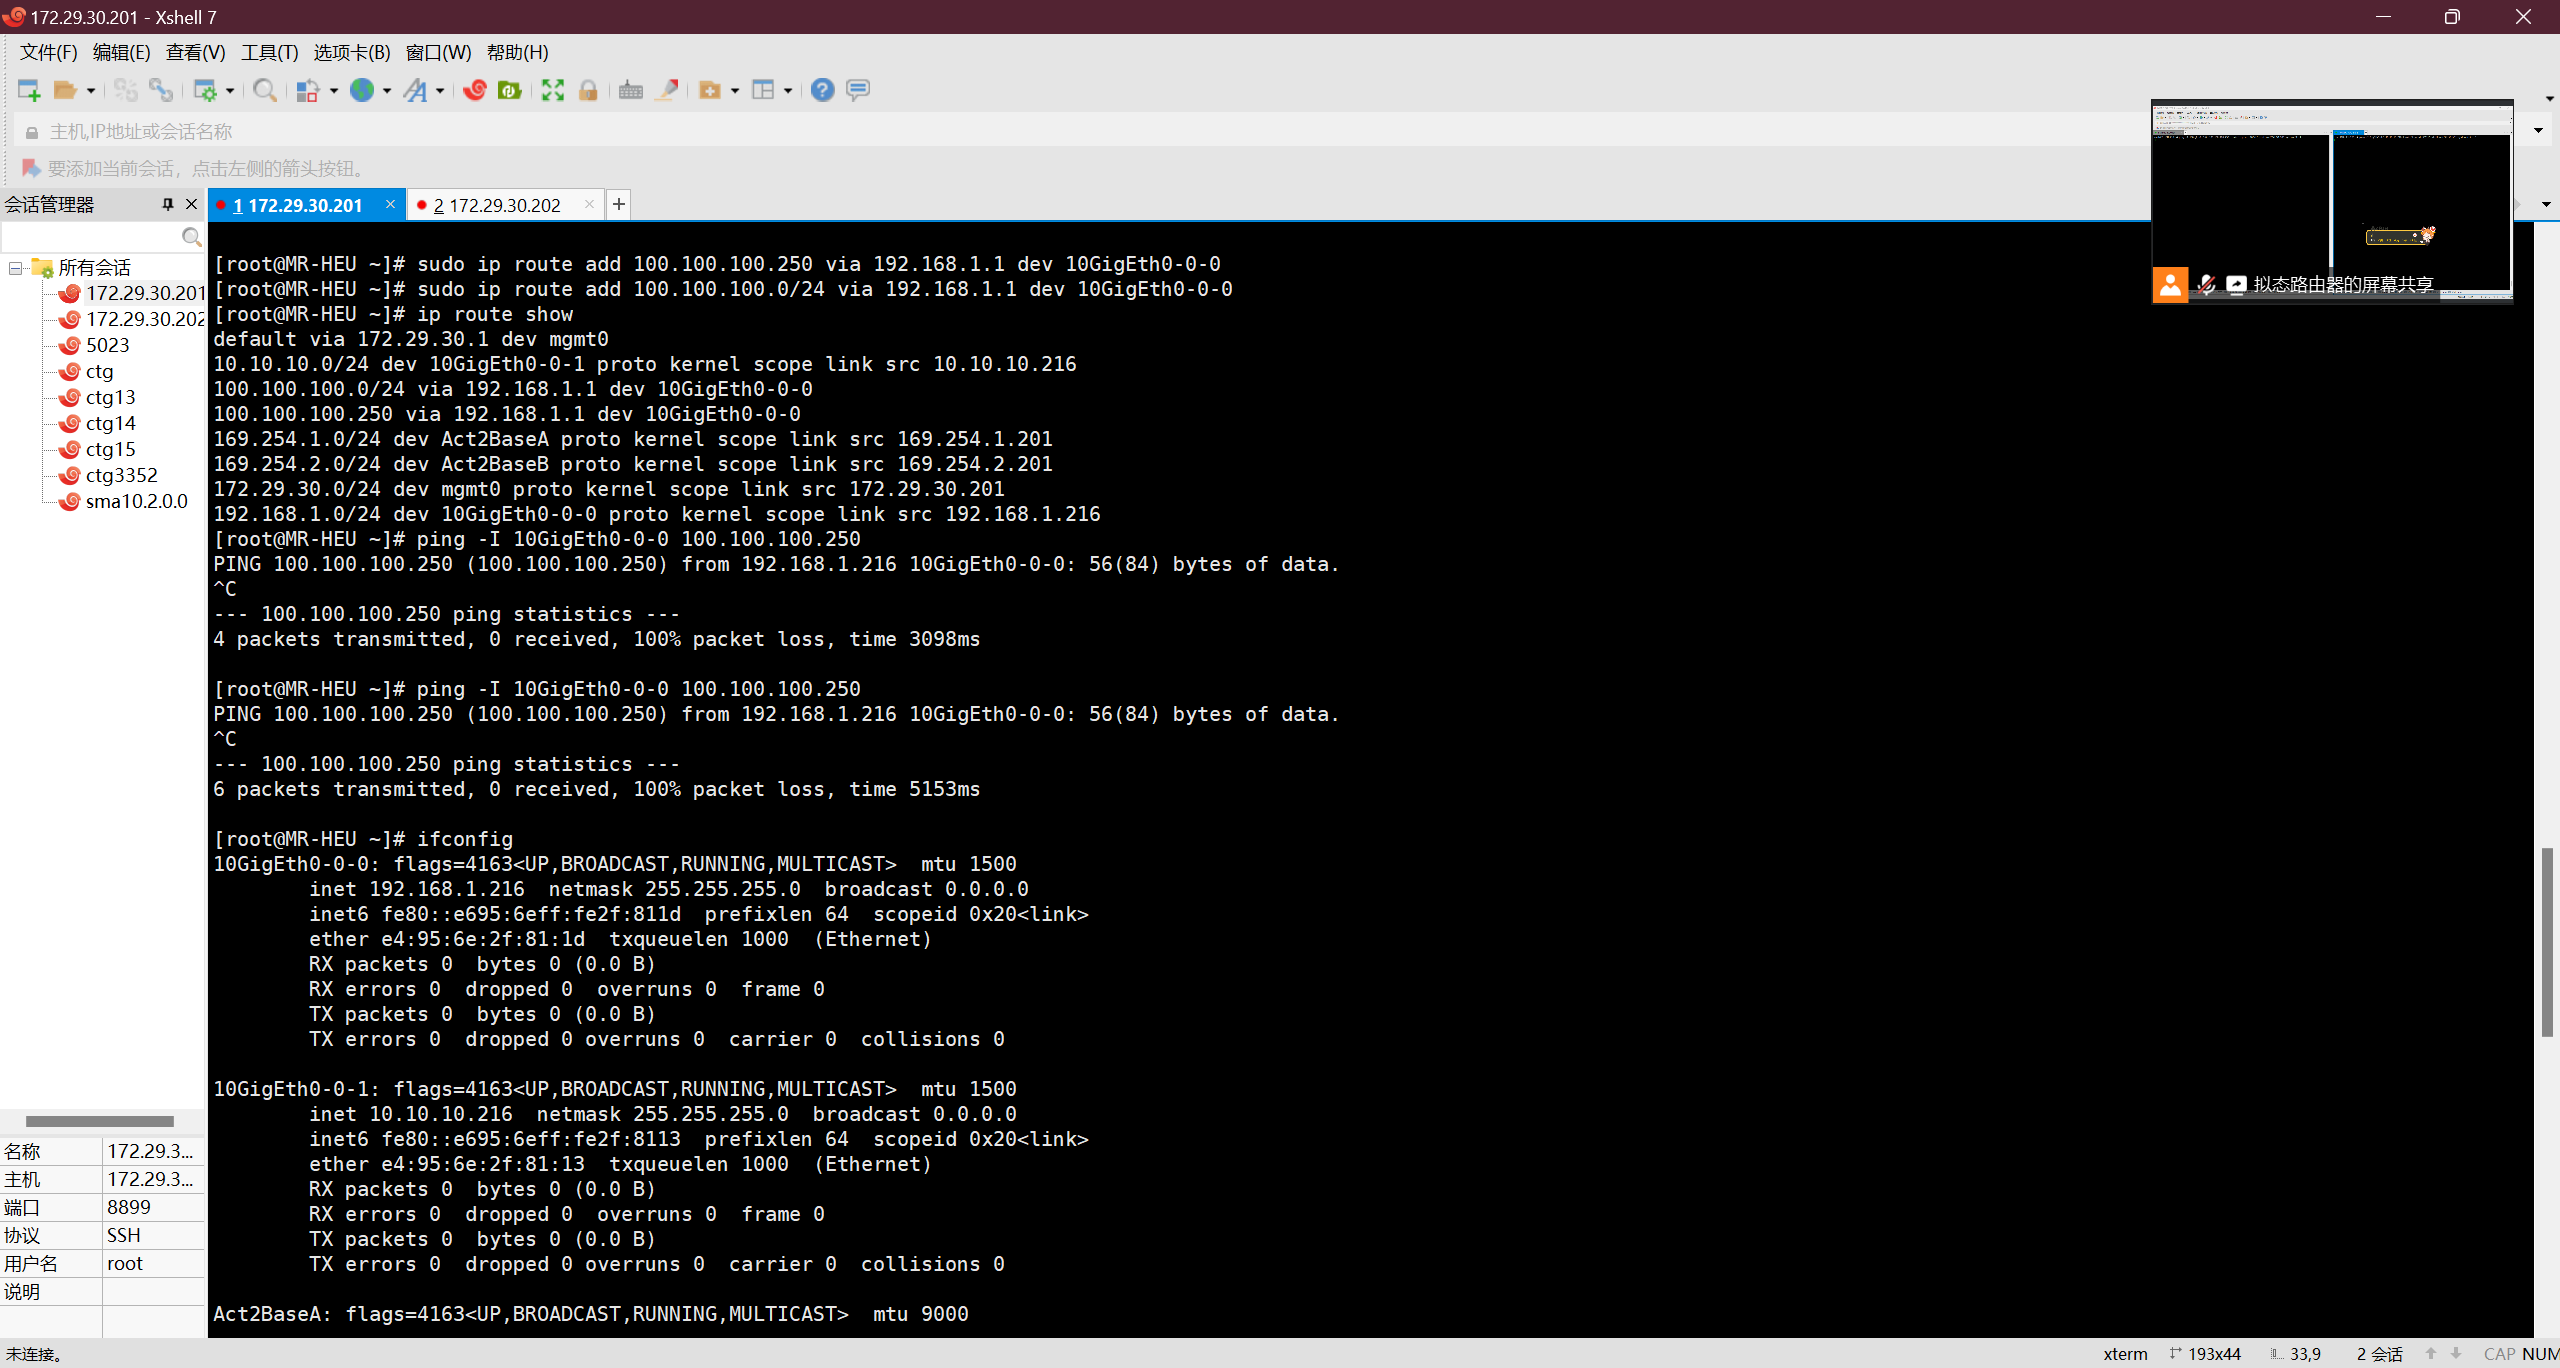 172.29.30.201 - Xshell 7
文件(F) 编辑(E) 查看(V) 工具(T) 选项卡(B) 窗口(W) 帮助(H)
主机,IP地址或会话名称
要添加当前会话，点击左侧的箭头按钮。
会话管理器
1 172.29.30.201
2 172.29.30.202
所有会话
172.29.30.201
172.29.30.202
5023
ctg
ctg13
ctg14
ctg15
ctg3352
sma10.2.0.0
名称 172.29.3...
主机 172.29.3...
端口 8899
协议 SSH
用户名 root
说明
[root@MR-HEU ~]# sudo ip route add 100.100.100.250 via 192.168.1.1 dev 10GigEth0-0-0
[root@MR-HEU ~]# sudo ip route add 100.100.100.0/24 via 192.168.1.1 dev 10GigEth0-0-0
[root@MR-HEU ~]# ip route show
default via 172.29.30.1 dev mgmt0
10.10.10.0/24 dev 10GigEth0-0-1 proto kernel scope link src 10.10.10.216
100.100.100.0/24 via 192.168.1.1 dev 10GigEth0-0-0
100.100.100.250 via 192.168.1.1 dev 10GigEth0-0-0
169.254.1.0/24 dev Act2BaseA proto kernel scope link src 169.254.1.201
169.254.2.0/24 dev Act2BaseB proto kernel scope link src 169.254.2.201
172.29.30.0/24 dev mgmt0 proto kernel scope link src 172.29.30.201
192.168.1.0/24 dev 10GigEth0-0-0 proto kernel scope link src 192.168.1.216
[root@MR-HEU ~]# ping -I 10GigEth0-0-0 100.100.100.250
PING 100.100.100.250 (100.100.100.250) from 192.168.1.216 10GigEth0-0-0: 56(84) bytes of data.
^C
--- 100.100.100.250 ping statistics ---
4 packets transmitted, 0 received, 100% packet loss, time 3098ms
[root@MR-HEU ~]# ping -I 10GigEth0-0-0 100.100.100.250
PING 100.100.100.250 (100.100.100.250) from 192.168.1.216 10GigEth0-0-0: 56(84) bytes of data.
^C
--- 100.100.100.250 ping statistics ---
6 packets transmitted, 0 received, 100% packet loss, time 5153ms
[root@MR-HEU ~]# ifconfig
10GigEth0-0-0: flags=4163<UP,BROADCAST,RUNNING,MULTICAST>  mtu 1500
inet 192.168.1.216  netmask 255.255.255.0  broadcast 0.0.0.0
inet6 fe80::e695:6eff:fe2f:811d  prefixlen 64  scopeid 0x20<link>
ether e4:95:6e:2f:81:1d  txqueuelen 1000  (Ethernet)
RX packets 0  bytes 0 (0.0 B)
RX errors 0  dropped 0  overruns 0  frame 0
TX packets 0  bytes 0 (0.0 B)
TX errors 0  dropped 0 overruns 0  carrier 0  collisions 0
10GigEth0-0-1: flags=4163<UP,BROADCAST,RUNNING,MULTICAST>  mtu 1500
inet 10.10.10.216  netmask 255.255.255.0  broadcast 0.0.0.0
inet6 fe80::e695:6eff:fe2f:8113  prefixlen 64  scopeid 0x20<link>
ether e4:95:6e:2f:81:13  txqueuelen 1000  (Ethernet)
RX packets 0  bytes 0 (0.0 B)
RX errors 0  dropped 0  overruns 0  frame 0
TX packets 0  bytes 0 (0.0 B)
TX errors 0  dropped 0 overruns 0  carrier 0  collisions 0
Act2BaseA: flags=4163<UP,BROADCAST,RUNNING,MULTICAST>  mtu 9000
拟态路由器的屏幕共享
未连接。
xterm 193x44 33,9 2 会话 CAP NUM